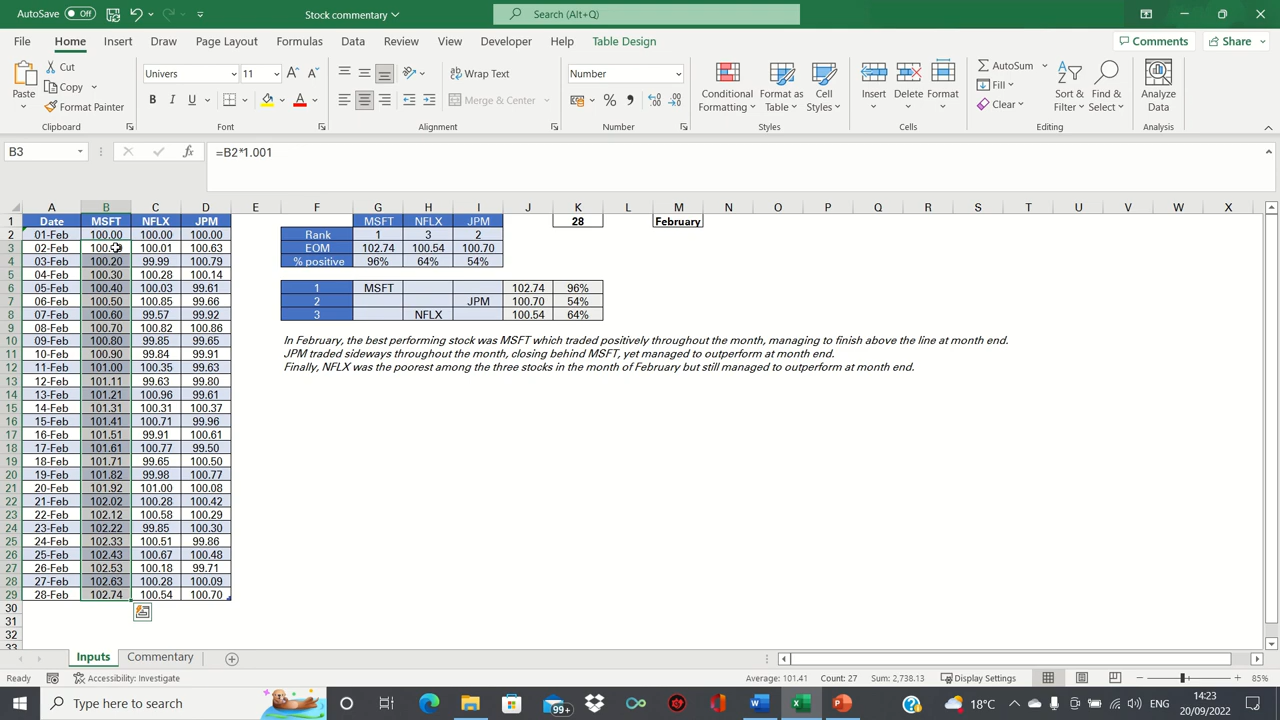 AutoSave Off Stock commentary Search (Alt+Q)
File Home Insert Draw Page Layout Formulas Data Review View Developer Help Table Design Comments Share
Paste Cut Copy Format Painter Clipboard
Univers 11 B I U Font
Wrap Text Merge & Center Alignment
Number % Number
Conditional Formatting Format as Table Cell Styles Styles
Insert Delete Format Cells
AutoSum Fill Clear Sort & Filter Find & Select Editing
Analyze Data Analysis
B3 fx =B2*1.001
A B C D E F G H I J K L M N O P Q R S T U V W X
1 Date MSFT NFLX JPM MSFT NFLX JPM 28 February
2 01-Feb 100.00 100.00 100.00 Rank 1 3 2
3 02-Feb 100.01 100.63 EOM 102.74 100.54 100.70
4 03-Feb 100.20 99.99 100.79 % positive 96% 64% 54%
5 04-Feb 100.30 100.28 100.14
6 05-Feb 100.40 100.03 99.61 1 MSFT 102.74 96%
7 06-Feb 100.50 100.85 99.66 2 JPM 100.70 54%
8 07-Feb 100.60 99.57 99.92 3 NFLX 100.54 64%
9 08-Feb 100.70 100.82 100.86
10 09-Feb 100.80 99.85 99.65 In February, the best performing stock was MSFT which traded positively throughout the month, managing to finish above the line at month end.
11 10-Feb 100.90 99.84 99.91 JPM traded sideways throughout the month, closing behind MSFT, yet managed to outperform at month end.
12 11-Feb 101.00 100.35 99.63 Finally, NFLX was the poorest among the three stocks in the month of February but still managed to outperform at month end.
13 12-Feb 101.11 99.63 99.80
14 13-Feb 101.21 100.96 99.61
15 14-Feb 101.31 100.31 100.37
16 15-Feb 101.41 100.71 99.96
17 16-Feb 101.51 99.91 100.61
18 17-Feb 101.61 100.77 99.50
19 18-Feb 101.71 99.65 100.50
20 19-Feb 101.82 99.98 100.77
21 20-Feb 101.92 101.00 100.08
22 21-Feb 102.02 100.28 100.42
23 22-Feb 102.12 100.58 100.29
24 23-Feb 102.22 99.85 100.30
25 24-Feb 102.33 100.51 99.86
26 25-Feb 102.43 100.67 100.48
27 26-Feb 102.53 100.18 99.71
28 27-Feb 102.63 100.28 100.09
29 28-Feb 102.74 100.54 100.70
30
31
32
33
Inputs Commentary
Ready Accessibility: Investigate Average: 101.41 Count: 27 Sum: 2,738.13 Display Settings 85%
Type here to search 99+ 18°C ENG 14:23
20/09/2022